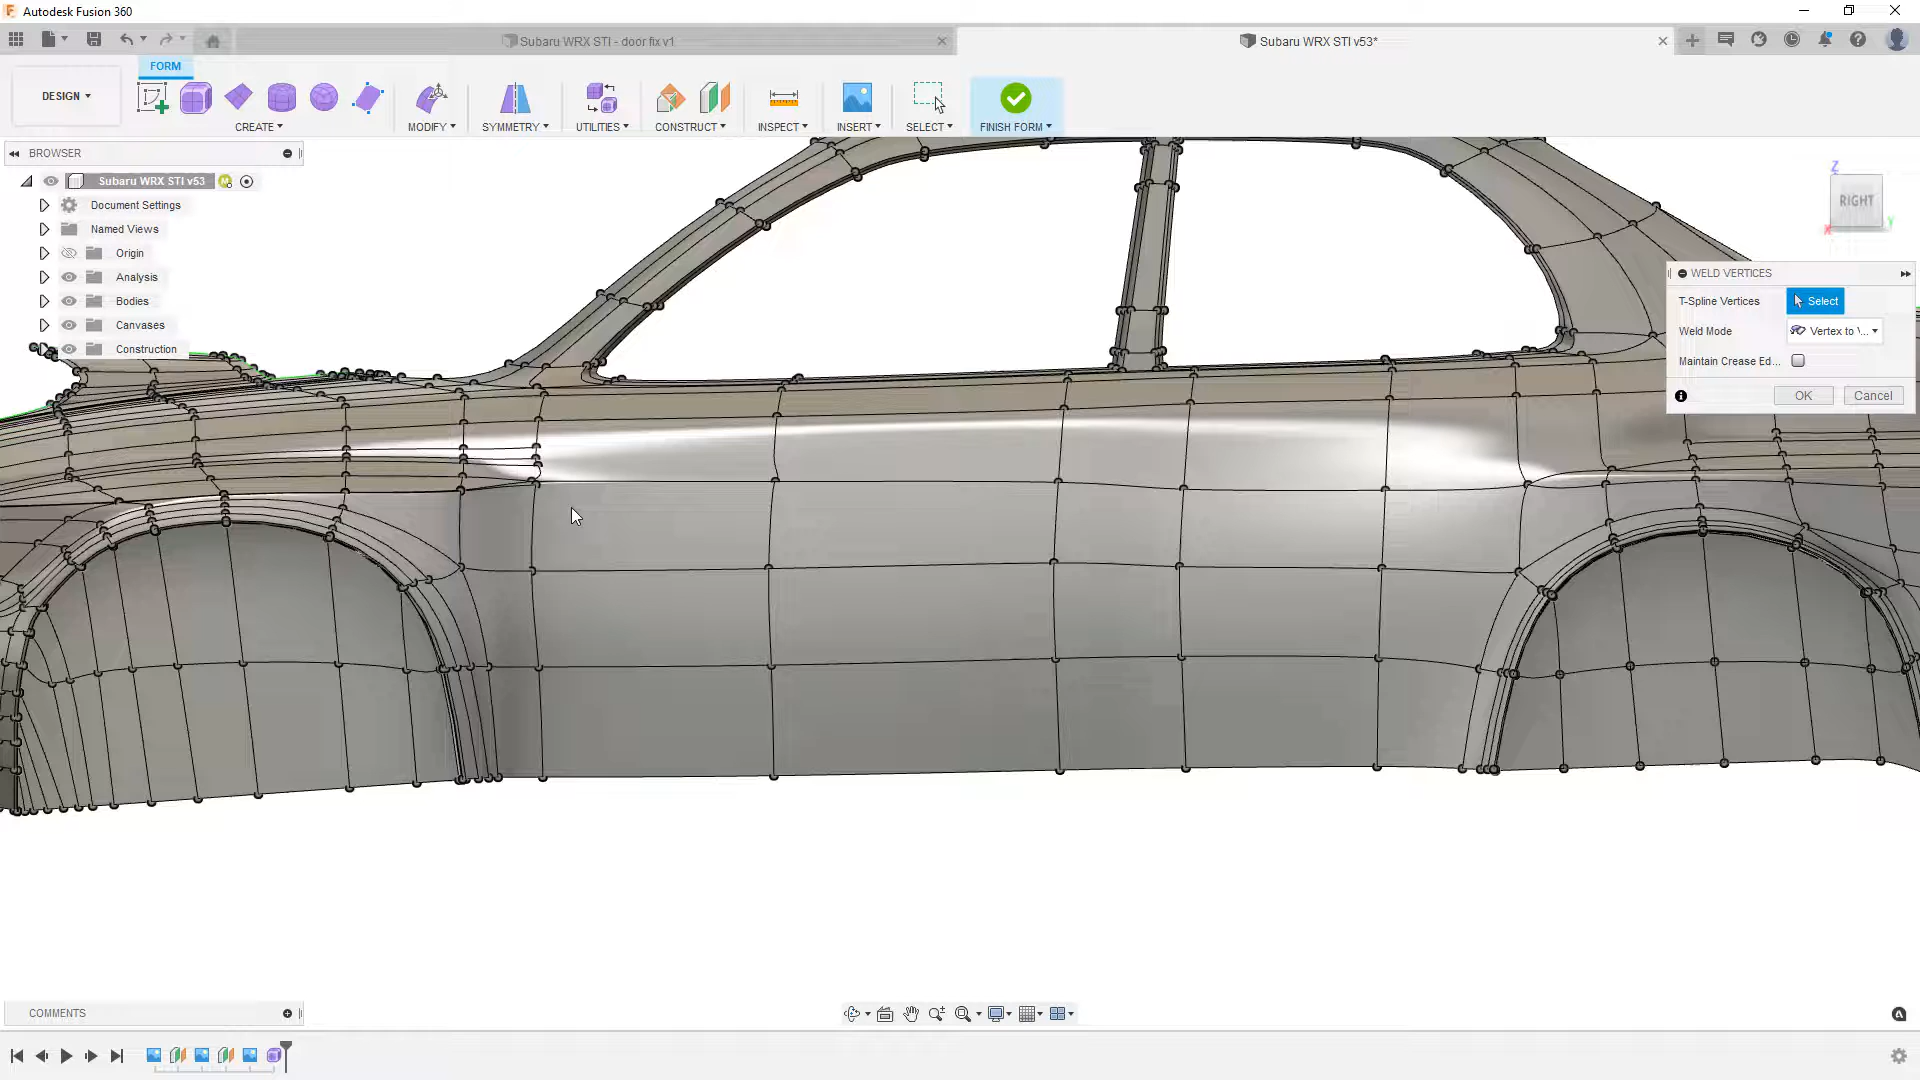 Autodesk Fusion 360
Subaru WRX STI - door fix v1
Subaru WRX STI v53*
FORM
DESIGN
CREATE
MODIFY
SYMMETRY
UTILITIES
CONSTRUCT
INSPECT
INSERT
SELECT
FINISH FORM
BROWSER
Subaru WRX STI v53
Document Settings
Named Views
Origin
Analysis
Bodies
Canvases
Construction
Z
RIGHT
X
Y
WELD VERTICES
T-Spline Vertices
Select
Weld Mode
Vertex to \...
Maintain Crease Ed...
OK
Cancel
COMMENTS